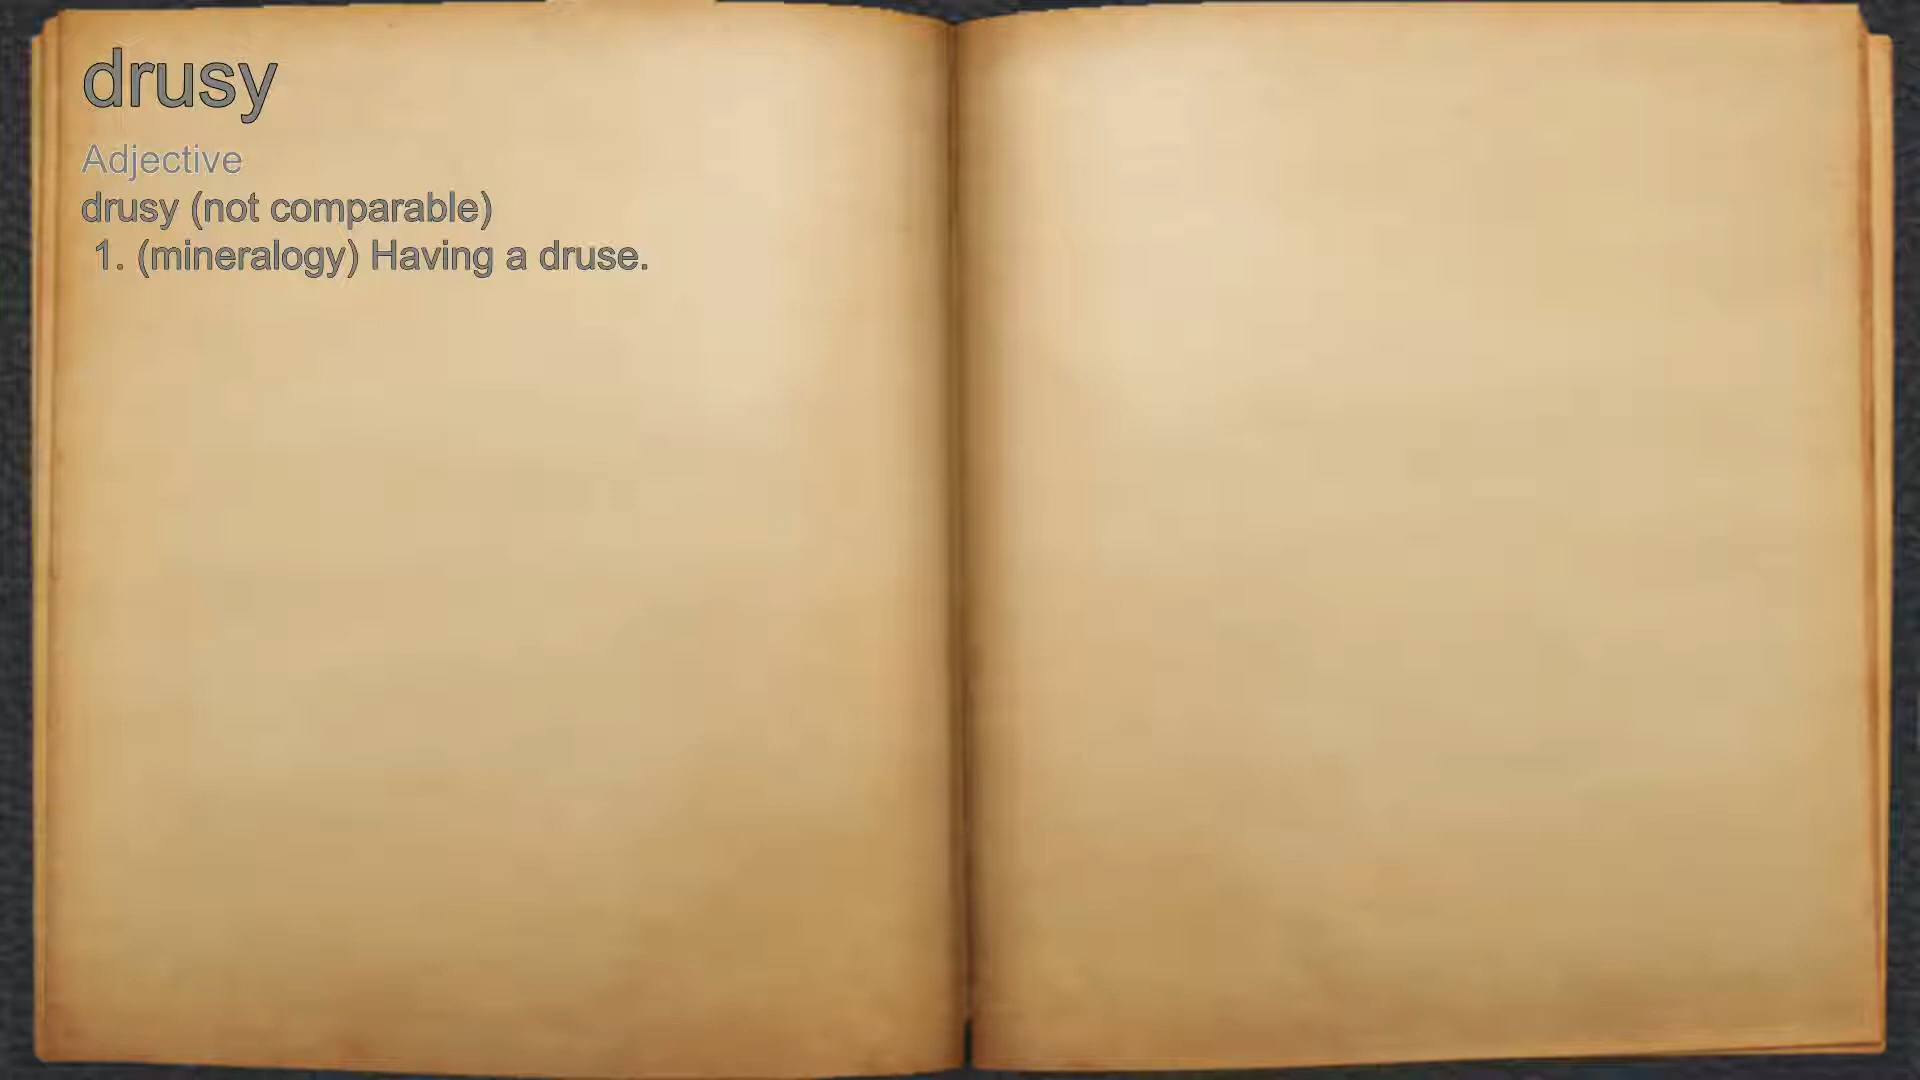 drusy
Adjective
drusy (not comparable)
1. (mineralogy) Having a druse.